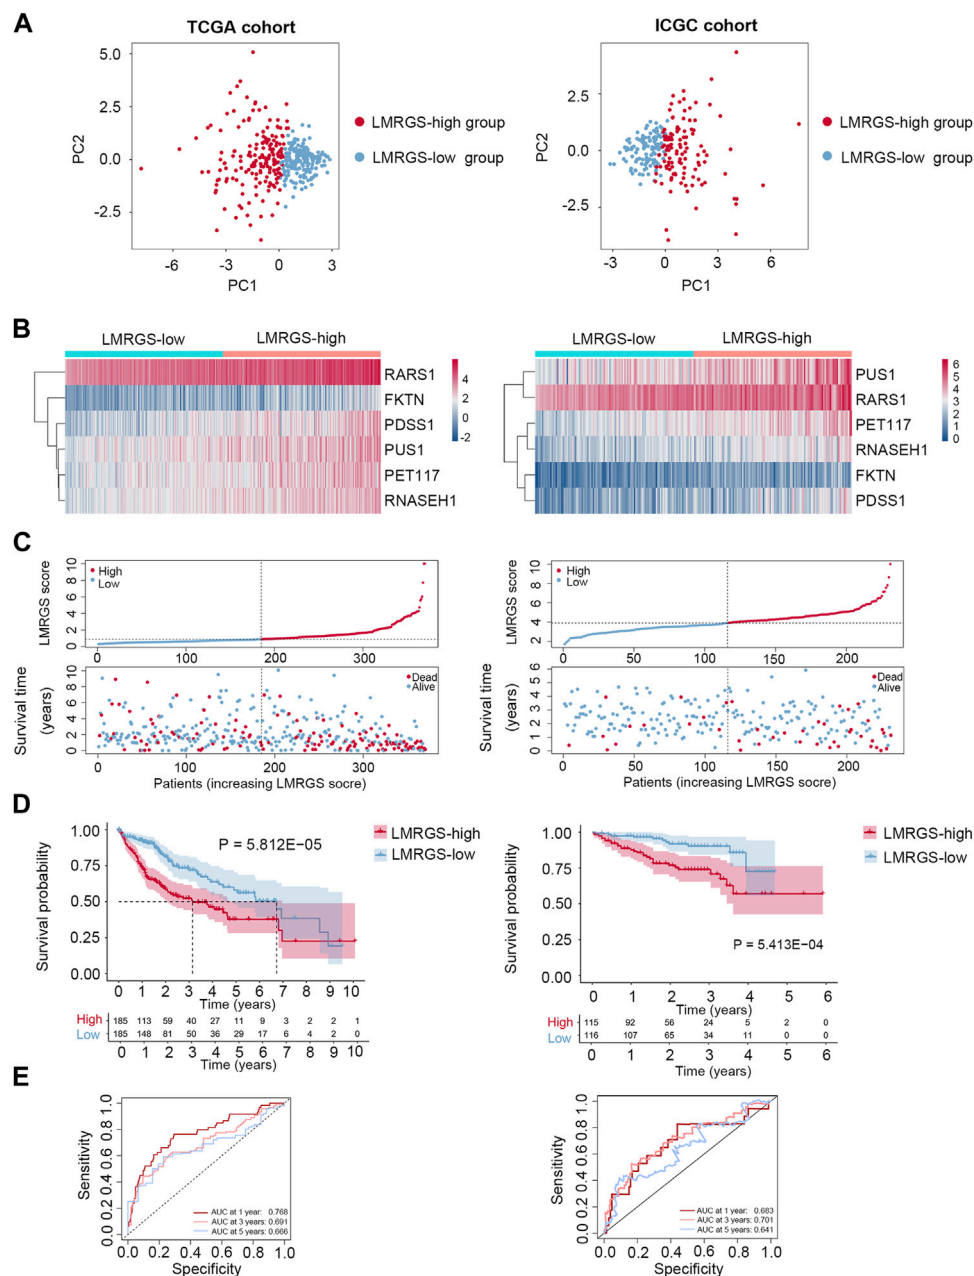 A
TCGA cohort
ICGC cohort
5.0
2.5
0.0
-2.5
PC2
-6 -3 0 3
PC1
LMRGS-high group
LMRGS-low group
2.5
0.0
-2.5
PC2
-3 0 3 6
PC1
LMRGS-high group
LMRGS-low group
B
LMRGS-low LMRGS-high
RARS1
FKTN
PDSS1
PUS1
PET117
RNASEH1
4
2
0
-2
LMRGS-low LMRGS-high
PUS1
RARS1
PET117
RNASEH1
FKTN
PDSS1
6
5
4
3
2
1
0
C
LMRGS score
10
8
6
4
2
0
High
Low
0 100 200 300
Survival time
(years)
10
8
6
4
2
0
Dead
Alive
0 100 200 300
Patients (increasing LMRGS socre)
LMRGS score
10
8
6
4
2
High
Low
0 50 100 150 200
Survival time
(years)
6
5
4
3
2
1
0
Dead
Alive
0 50 100 150 200
Patients (increasing LMRGS socre)
D
Survival probability
1.00
0.75
0.50
0.25
0.00
P = 5.812E−05
LMRGS-high
LMRGS-low
0 1 2 3 4 5 6 7 8 9 10
Time (years)
High 185 113 59 40 27 11 9 3 2 2 1
Low 185 148 81 50 36 29 17 6 4 2 0
0 1 2 3 4 5 6 7 8 9 10
Time (years)
Survival probability
1.00
0.75
0.50
0.25
0.00
P = 5.413E−04
LMRGS-high
LMRGS-low
0 1 2 3 4 5 6
Time (years)
High 115 92 56 24 5 2 0
Low 116 107 65 34 11 0 0
0 1 2 3 4 5 6
Time (years)
E
Sensitivity
1.0
0.8
0.6
0.4
0.2
0.0
AUC at 1 year: 0.768
AUC at 3 years: 0.691
AUC at 5 years: 0.666
0.0 0.2 0.4 0.6 0.8 1.0
Specificity
Sensitivity
1.0
0.8
0.6
0.4
0.2
0.0
AUC at 1 year: 0.683
AUC at 3 years: 0.701
AUC at 5 years: 0.641
0.0 0.2 0.4 0.6 0.8 1.0
Specificity